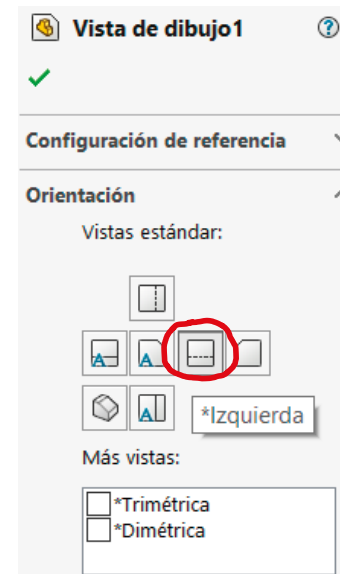 Vista de dibujo1
Configuración de referencia
Orientación
Vistas estándar:
A A
A
*Izquierda
Más vistas:
*Trimétrica
*Dimétrica